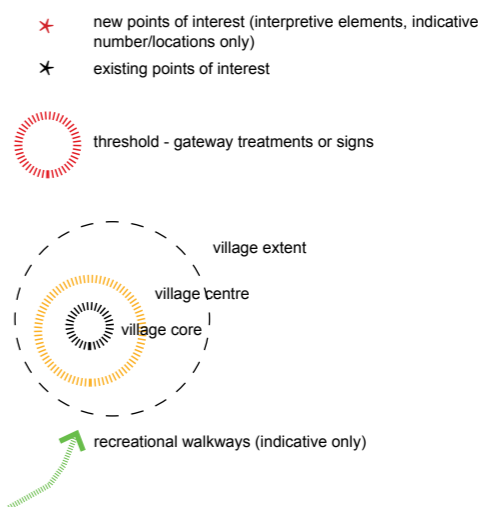 new points of interest (interpretive elements, indicative
number/locations only)
existing points of interest
threshold - gateway treatments or signs
village extent
village centre
village core
recreational walkways (indicative only)